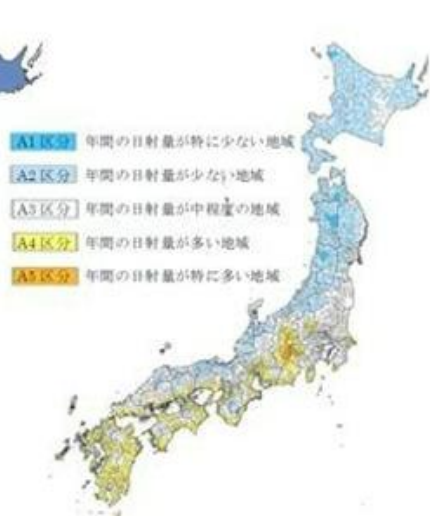 A1区分 年間の日射量が特に少ない地域
A2区分 年間の日射量が少ない地域
A3区分 年間の日射量が中程度の地域
A4区分 年間の日射量が多い地域
A5区分 年間の日射量が特に多い地域